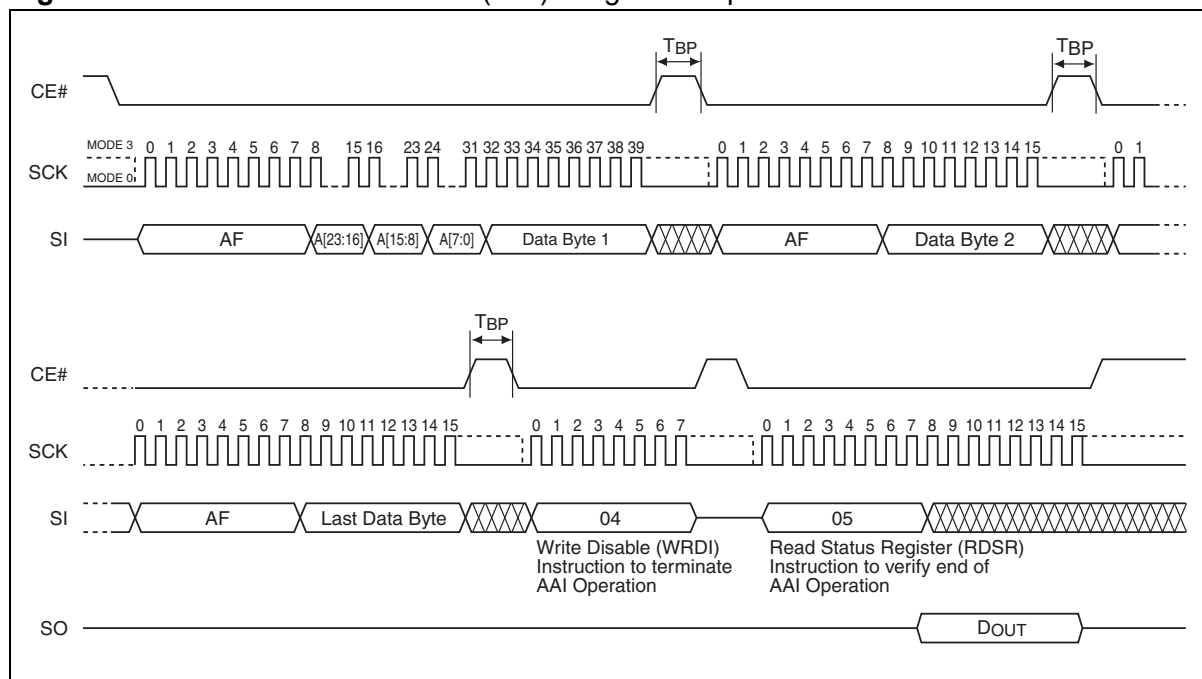 TBP TBP
CE#
MODE 3 0 1 2 3 4 5 6 7 8 15 16 23 24 31 32 33 34 35 36 37 38 39 0 1 2 3 4 5 6 7 8 9 10 11 12 13 14 15 0 1
SCK
MODE 0
SI AF A[23:16] A[15:8] A[7:0] Data Byte 1 AF Data Byte 2
TBP
CE#
0 1 2 3 4 5 6 7 8 9 10 11 12 13 14 15 0 1 2 3 4 5 6 7 0 1 2 3 4 5 6 7 8 9 10 11 12 13 14 15
SCK
SI AF Last Data Byte 04 05
Write Disable (WRDI) Read Status Register (RDSR)
Instruction to terminate Instruction to verify end of
AAI Operation AAI Operation
SO DOUT